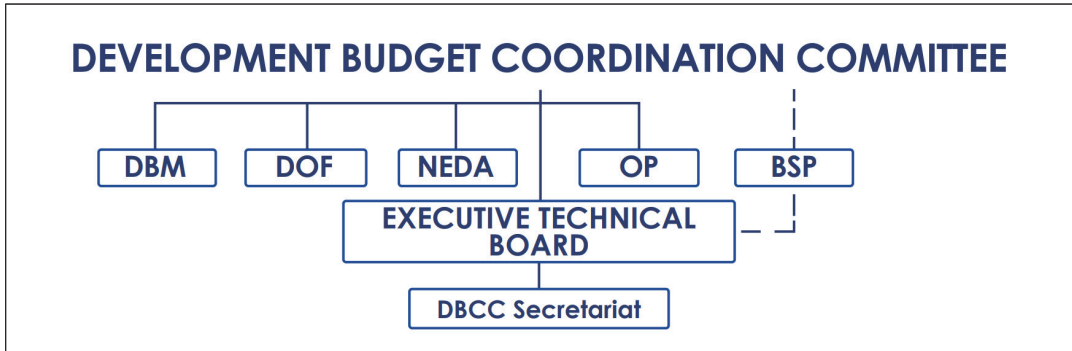 DEVELOPMENT BUDGET COORDINATION COMMITTEE
DBM
DOF
NEDA
OP
BSP
EXECUTIVE TECHNICAL
BOARD
DBCC Secretariat